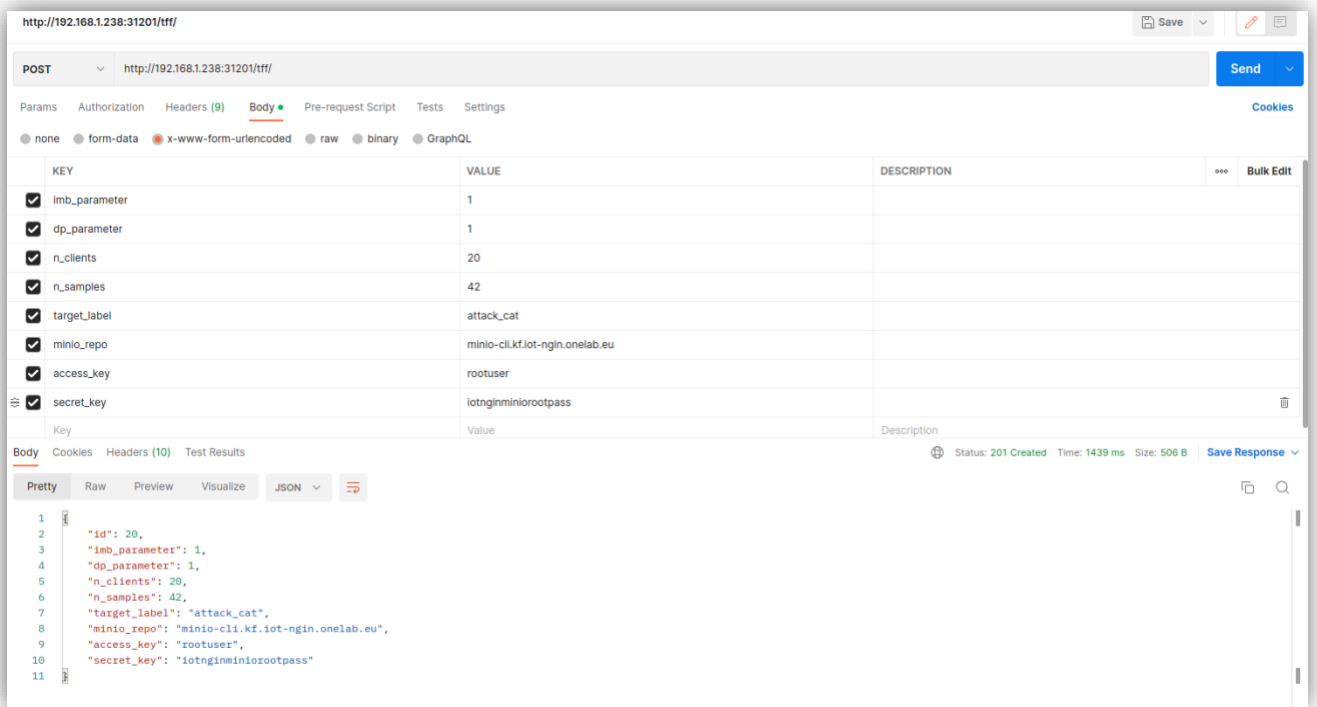 http://192.168.1.238:31201/tff/
Save
POST http://192.168.1.238:31201/tff/ Send
Params Authorization Headers (9) Body Pre-request Script Tests Settings Cookies
none form-data x-www-form-urlencoded raw binary GraphQL
KEY VALUE DESCRIPTION ooo Bulk Edit
imb_parameter 1
dp_parameter 1
n_clients 20
n_samples 42
target_label attack_cat
minio_repo minio-cli.kf.iot-ngin.onelab.eu
access_key rootuser
secret_key iotnginminiorootpass
Key Value Description
Body Cookies Headers (10) Test Results Status: 201 Created Time: 1439 ms Size: 506 B Save Response
Pretty Raw Preview Visualize JSON
1 {
2 "id": 20,
3 "imb_parameter": 1,
4 "dp_parameter": 1,
5 "n_clients": 20,
6 "n_samples": 42,
7 "target_label": "attack_cat",
8 "minio_repo": "minio-cli.kf.iot-ngin.onelab.eu",
9 "access_key": "rootuser",
10 "secret_key": "iotnginminiorootpass"
11 }